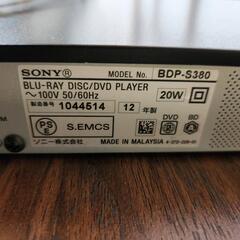 SONY® MODEL No. BDP-S380
BLU-RAY DISC/DVD PLAYER
～100V 50/60Hz 20W
製造番号 1044514 12 年製
PS E S.EMCS DVD BD
ソニー株式会社 MADE IN MALAYSIA